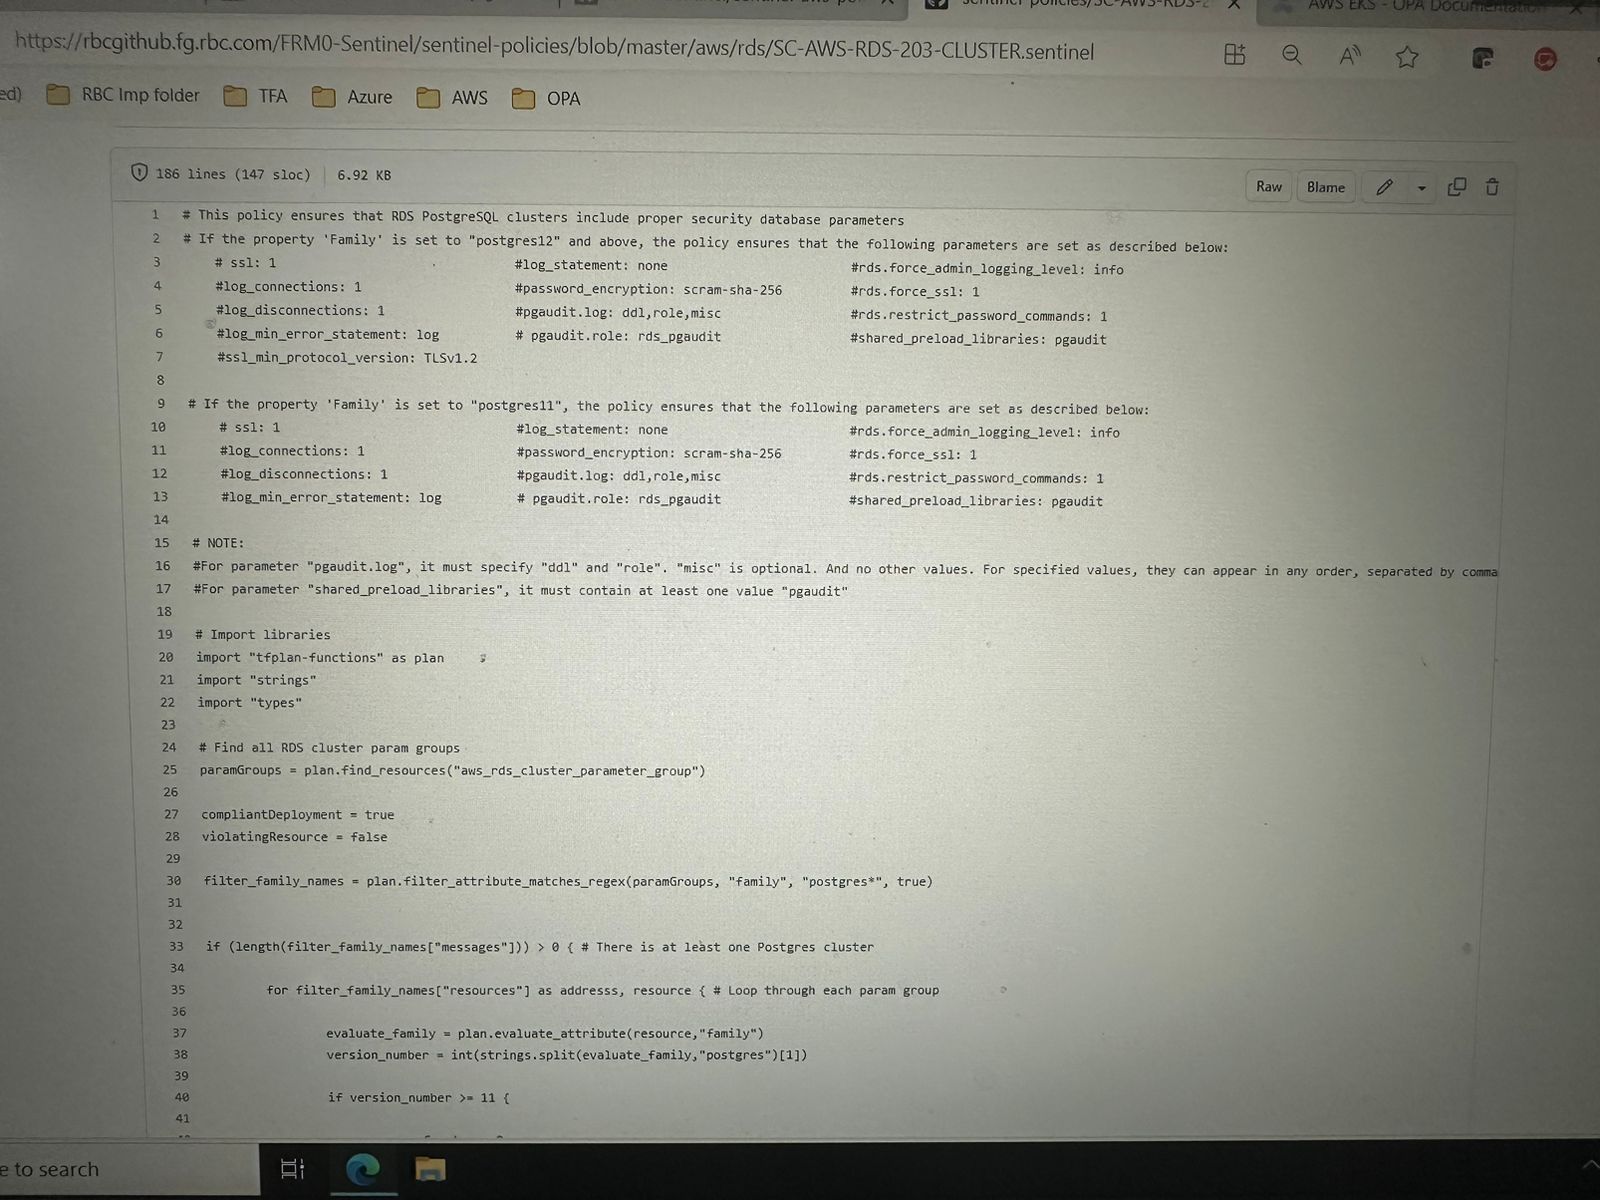 https://rbcgithub.fg.rbc.com/FRM0-Sentinel/sentinel-policies/blob/master/aws/rds/SC-AWS-RDS-203-CLUSTER.sentinel
ed) RBC Imp folder TFA Azure AWS OPA
186 lines (147 sloc) 6.92 KB Raw Blame
1 # This policy ensures that RDS PostgreSQL clusters include proper security database parameters
2 # If the property 'Family' is set to "postgres12" and above, the policy ensures that the following parameters are set as described below:
3 # ssl: 1 #log_statement: none #rds.force_admin_logging_level: info
4 #log_connections: 1 #password_encryption: scram-sha-256 #rds.force_ssl: 1
5 #log_disconnections: 1 #pgaudit.log: ddl,role,misc #rds.restrict_password_commands: 1
6 #log_min_error_statement: log # pgaudit.role: rds_pgaudit #shared_preload_libraries: pgaudit
7 #ssl_min_protocol_version: TLSv1.2
8
9 # If the property 'Family' is set to "postgres11", the policy ensures that the following parameters are set as described below:
10 # ssl: 1 #log_statement: none #rds.force_admin_logging_level: info
11 #log_connections: 1 #password_encryption: scram-sha-256 #rds.force_ssl: 1
12 #log_disconnections: 1 #pgaudit.log: ddl,role,misc #rds.restrict_password_commands: 1
13 #log_min_error_statement: log # pgaudit.role: rds_pgaudit #shared_preload_libraries: pgaudit
14
15 # NOTE:
16 #For parameter "pgaudit.log", it must specify "ddl" and "role". "misc" is optional. And no other values. For specified values, they can appear in any order, separated by comma
17 #For parameter "shared_preload_libraries", it must contain at least one value "pgaudit"
18
19 # Import libraries
20 import "tfplan-functions" as plan
21 import "strings"
22 import "types"
23
24 # Find all RDS cluster param groups
25 paramGroups = plan.find_resources("aws_rds_cluster_parameter_group")
26
27 compliantDeployment = true
28 violatingResource = false
29
30 filter_family_names = plan.filter_attribute_matches_regex(paramGroups, "family", "postgres*", true)
31
32
33 if (length(filter_family_names["messages"])) > 0 { # There is at least one Postgres cluster
34
35 for filter_family_names["resources"] as addresss, resource { # Loop through each param group
36
37 evaluate_family = plan.evaluate_attribute(resource,"family")
38 version_number = int(strings.split(evaluate_family,"postgres")[1])
39
40 if version_number >= 11 {
41
e to search